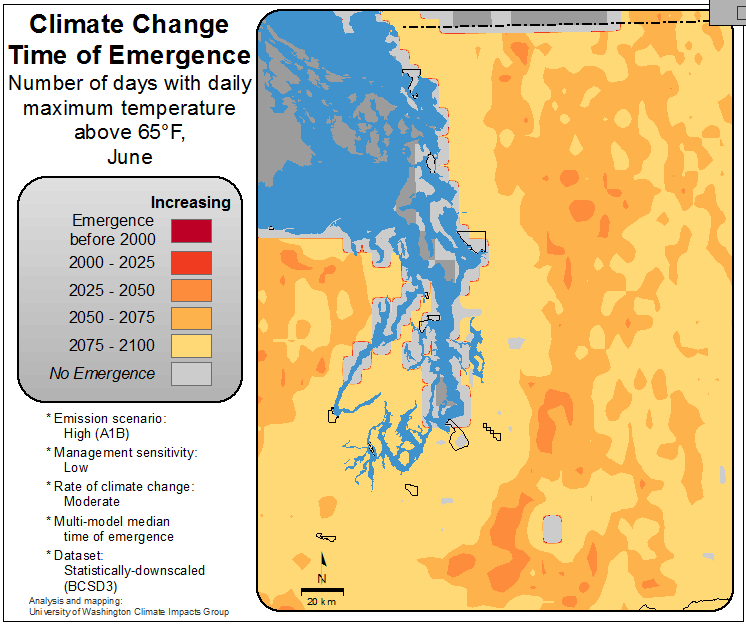 Climate Change
Time of Emergence
Number of days with daily
maximum temperature
above 65°F,
June
Increasing
Emergence
before 2000
2000 - 2025
2025 - 2050
2050 - 2075
2075 - 2100
No Emergence
* Emission scenario:
High (A1B)
* Management sensitivity:
Low
* Rate of climate change:
Moderate
* Multi-model median
time of emergence
* Dataset:
Statistically-downscaled
(BCSD3)
Analysis and mapping:
University of Washington Climate Impacts Group
N
20 km